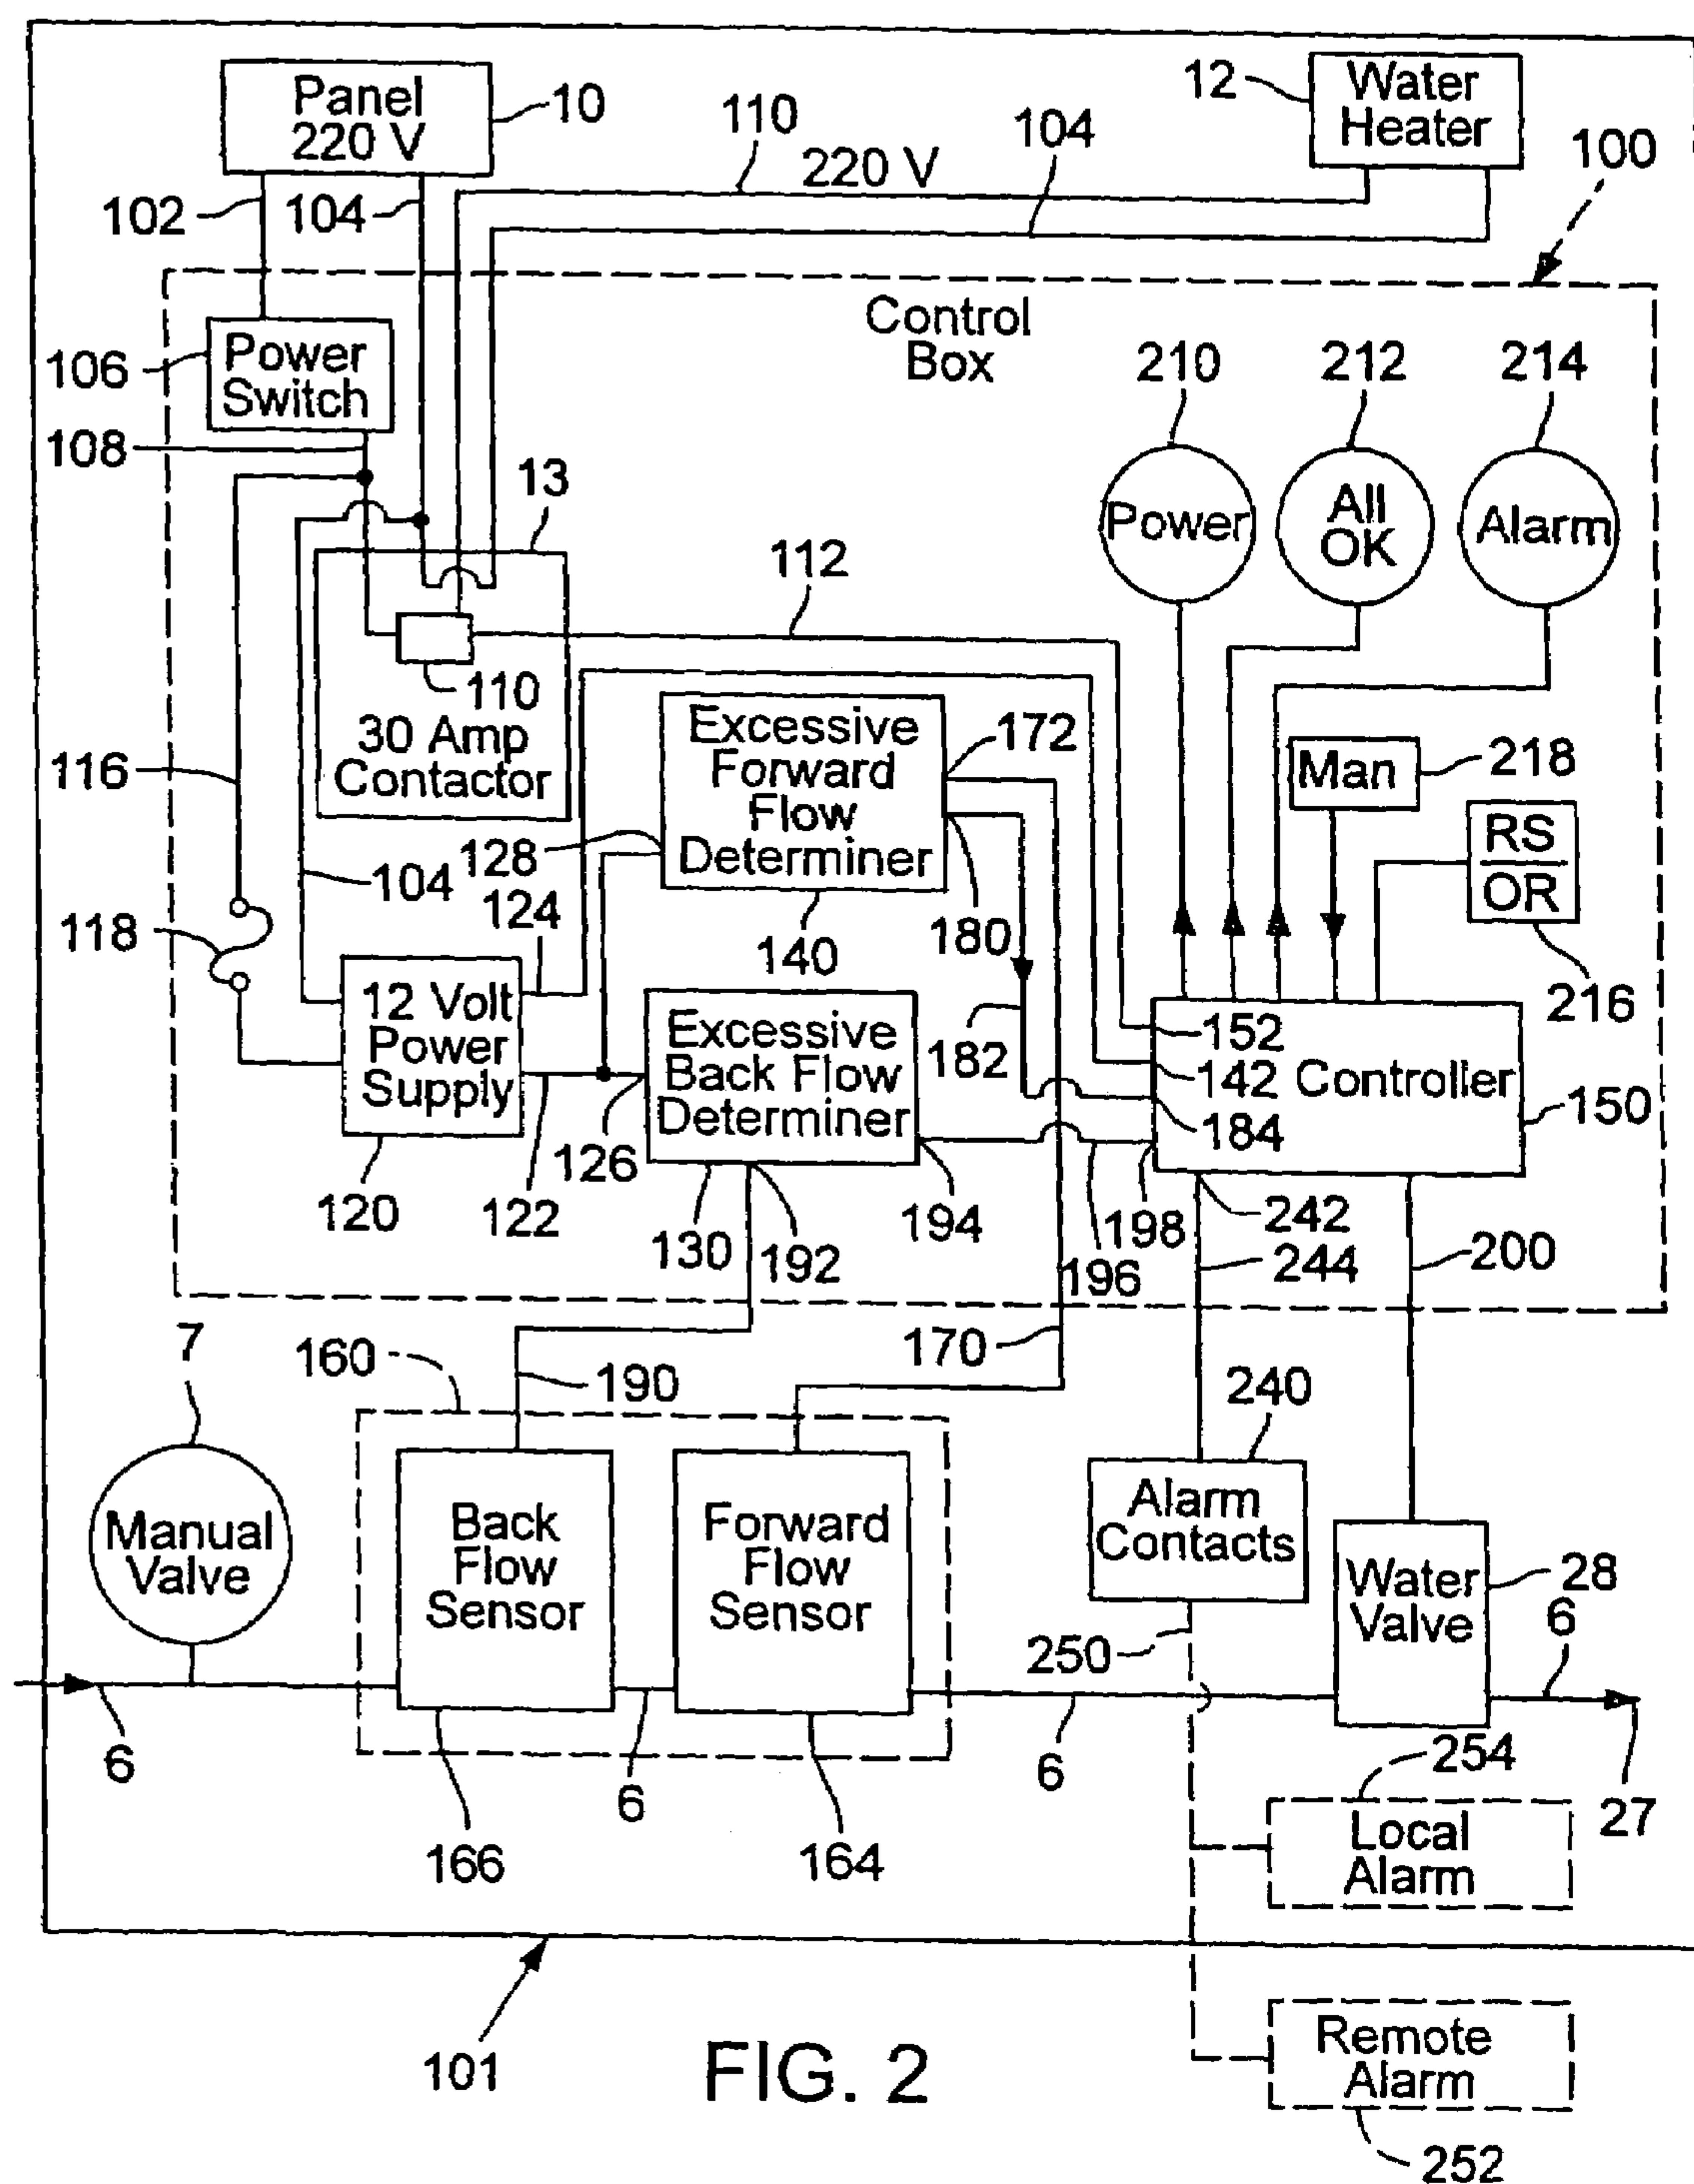 Panel
220 V
10
12
Water
Heater
110
220 V
104
100
102
104
Control
Box
106
Power
Switch
108
13
210
212
214
Power
All
OK
Alarm
112
110
30 Amp
Contactor
116
Excessive
Forward
Flow
Determiner
172
Man
218
RS
OR
128
104
124
118
140
180
216
12 Volt
Power
Supply
Excessive
Back Flow
Determiner
182
152
142
Controller
184
150
120
122
126
130
192
194
196
198
242
244
200
7
160
190
170
240
Manual
Valve
Back
Flow
Sensor
Forward
Flow
Sensor
Alarm
Contacts
Water
Valve
28
6
250
6
6
6
166
164
254
27
Local
Alarm
101
FIG. 2
Remote
Alarm
252